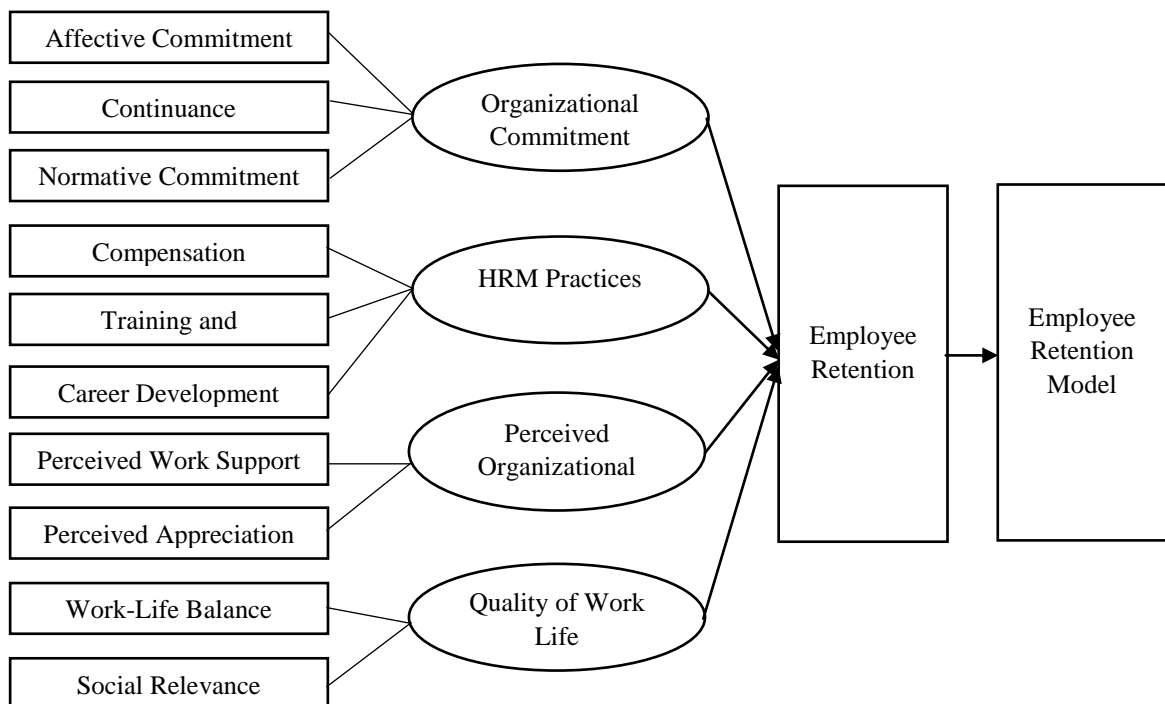 Affective Commitment
Continuance
Normative Commitment
Compensation
Training and
Career Development
Perceived Work Support
Perceived Appreciation
Work-Life Balance
Social Relevance
Organizational
Commitment
HRM Practices
Perceived
Organizational
Quality of Work
Life
Employee
Retention
Employee
Retention
Model